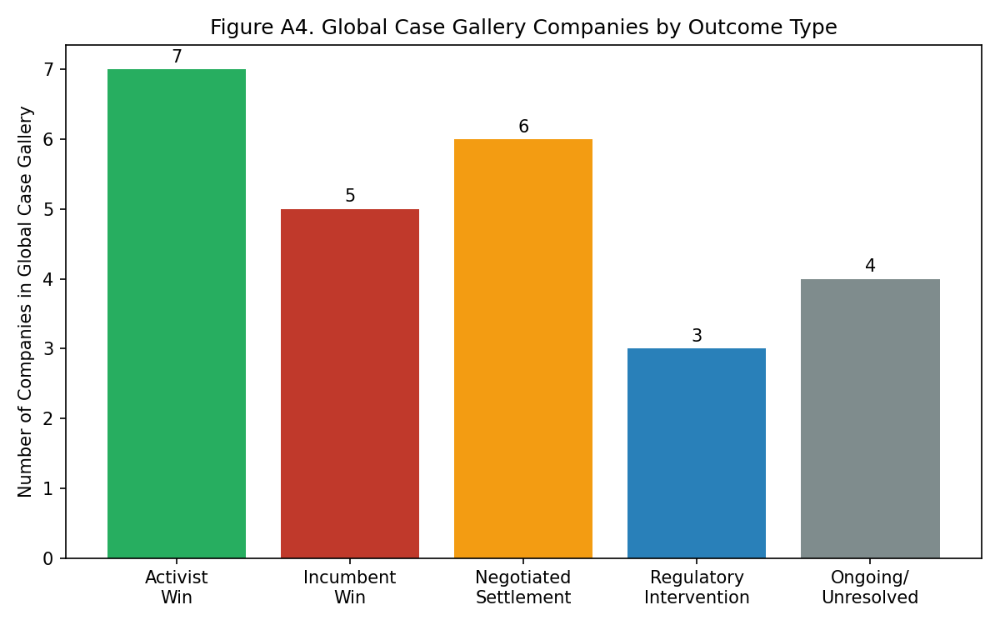 Figure A4. Global Case Gallery Companies by Outcome Type
Number of Companies in Global Case Gallery
7
6
5
4
3
2
1
0
7
5
6
3
4
Activist
Win
Incumbent
Win
Negotiated
Settlement
Regulatory
Intervention
Ongoing/
Unresolved